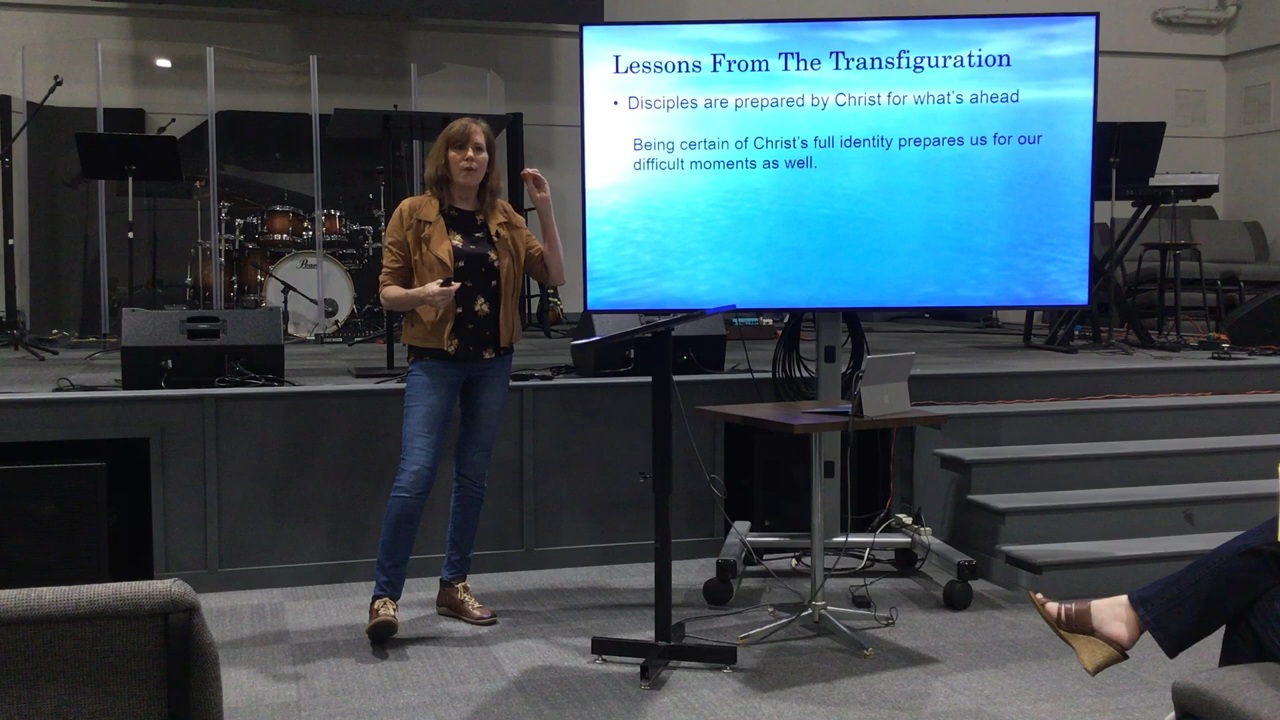 Lessons From The Transfiguration
• Disciples are prepared by Christ for what's ahead
Being certain of Christ's full identity prepares us for our
difficult moments as well.
Pearl